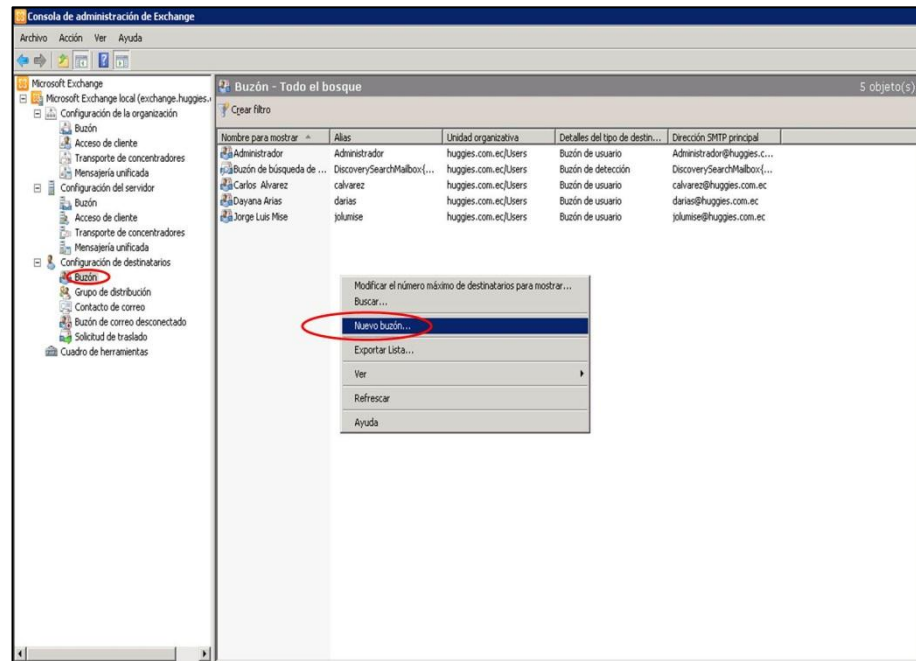 Consola de administración de Exchange
Archivo Acción Ver Ayuda
Microsoft Exchange
Microsoft Exchange local (exchange.huggies.
Configuración de la organización
Buzón
Acceso de cliente
Transporte de concentradores
Mensajería unificada
Configuración del servidor
Buzón
Acceso de cliente
Transporte de concentradores
Mensajería unificada
Configuración de destinatarios
Buzón
Grupo de distribución
Contacto de correo
Buzón de correo desconectado
Solicitud de traslado
Cuadro de herramientas
Buzón - Todo el bosque 5 objeto(s)
Crear filtro
Nombre para mostrar Alias Unidad organizativa Detalles del tipo de destin... Dirección SMTP principal
Administrador Administrador huggies.com.ec/Users Buzón de usuario Administrador@huggies.c...
Buzón de búsqueda de ... DiscoverySearchMailbox{... huggies.com.ec/Users Buzón de detección DiscoverySearchMailbox{...
Carlos Alvarez calvarez huggies.com.ec/Users Buzón de usuario calvarez@huggies.com.ec
Dayana Arias darias huggies.com.ec/Users Buzón de usuario darias@huggies.com.ec
Jorge Luis Mise jolumise huggies.com.ec/Users Buzón de usuario jolumise@huggies.com.ec
Modificar el número máximo de destinatarios para mostrar...
Buscar...
Nuevo buzón...
Exportar Lista...
Ver
Refrescar
Ayuda